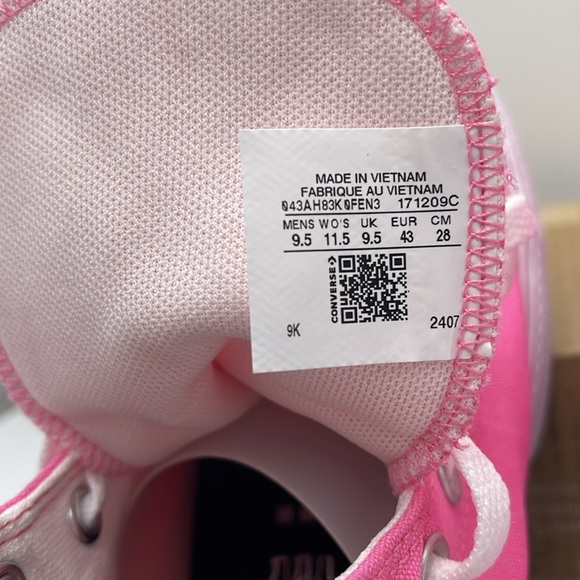 MADE IN VIETNAM
FABRIQUE AU VIETNAM
043AH83K0FEN3 171209C
MENS WO'S UK EUR CM
9.5 11.5 9.5 43 28
CONVERSE
9K 2407